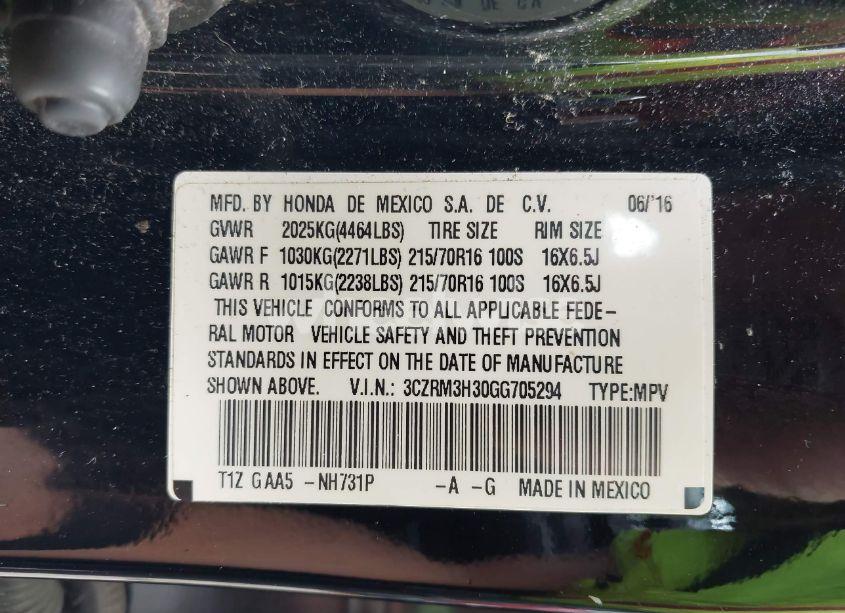 MFD. BY HONDA DE MEXICO S.A. DE C.V. 06/'16
GVWR 2025KG(4464LBS) TIRE SIZE RIM SIZE
GAWR F 1030KG(2271LBS) 215/70R16 100S 16X6.5J
GAWR R 1015KG(2238LBS) 215/70R16 100S 16X6.5J
THIS VEHICLE CONFORMS TO ALL APPLICABLE FEDE-
RAL MOTOR VEHICLE SAFETY AND THEFT PREVENTION
STANDARDS IN EFFECT ON THE DATE OF MANUFACTURE
SHOWN ABOVE. V.I.N.: 3CZRM3H30GG705294 TYPE:MPV
T1Z GAA5 -NH731P -A -G MADE IN MEXICO